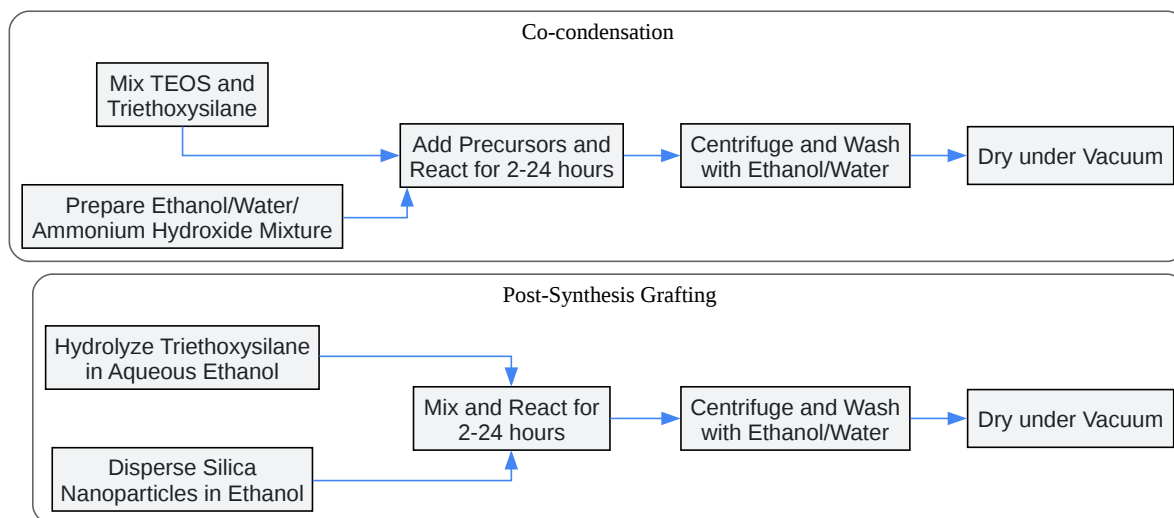 Co-condensation
Mix TEOS and
Triethoxysilane
Prepare Ethanol/Water/
Ammonium Hydroxide Mixture
Add Precursors and
React for 2-24 hours
Centrifuge and Wash
with Ethanol/Water
Dry under Vacuum
Post-Synthesis Grafting
Hydrolyze Triethoxysilane
in Aqueous Ethanol
Disperse Silica
Nanoparticles in Ethanol
Mix and React for
2-24 hours
Centrifuge and Wash
with Ethanol/Water
Dry under Vacuum